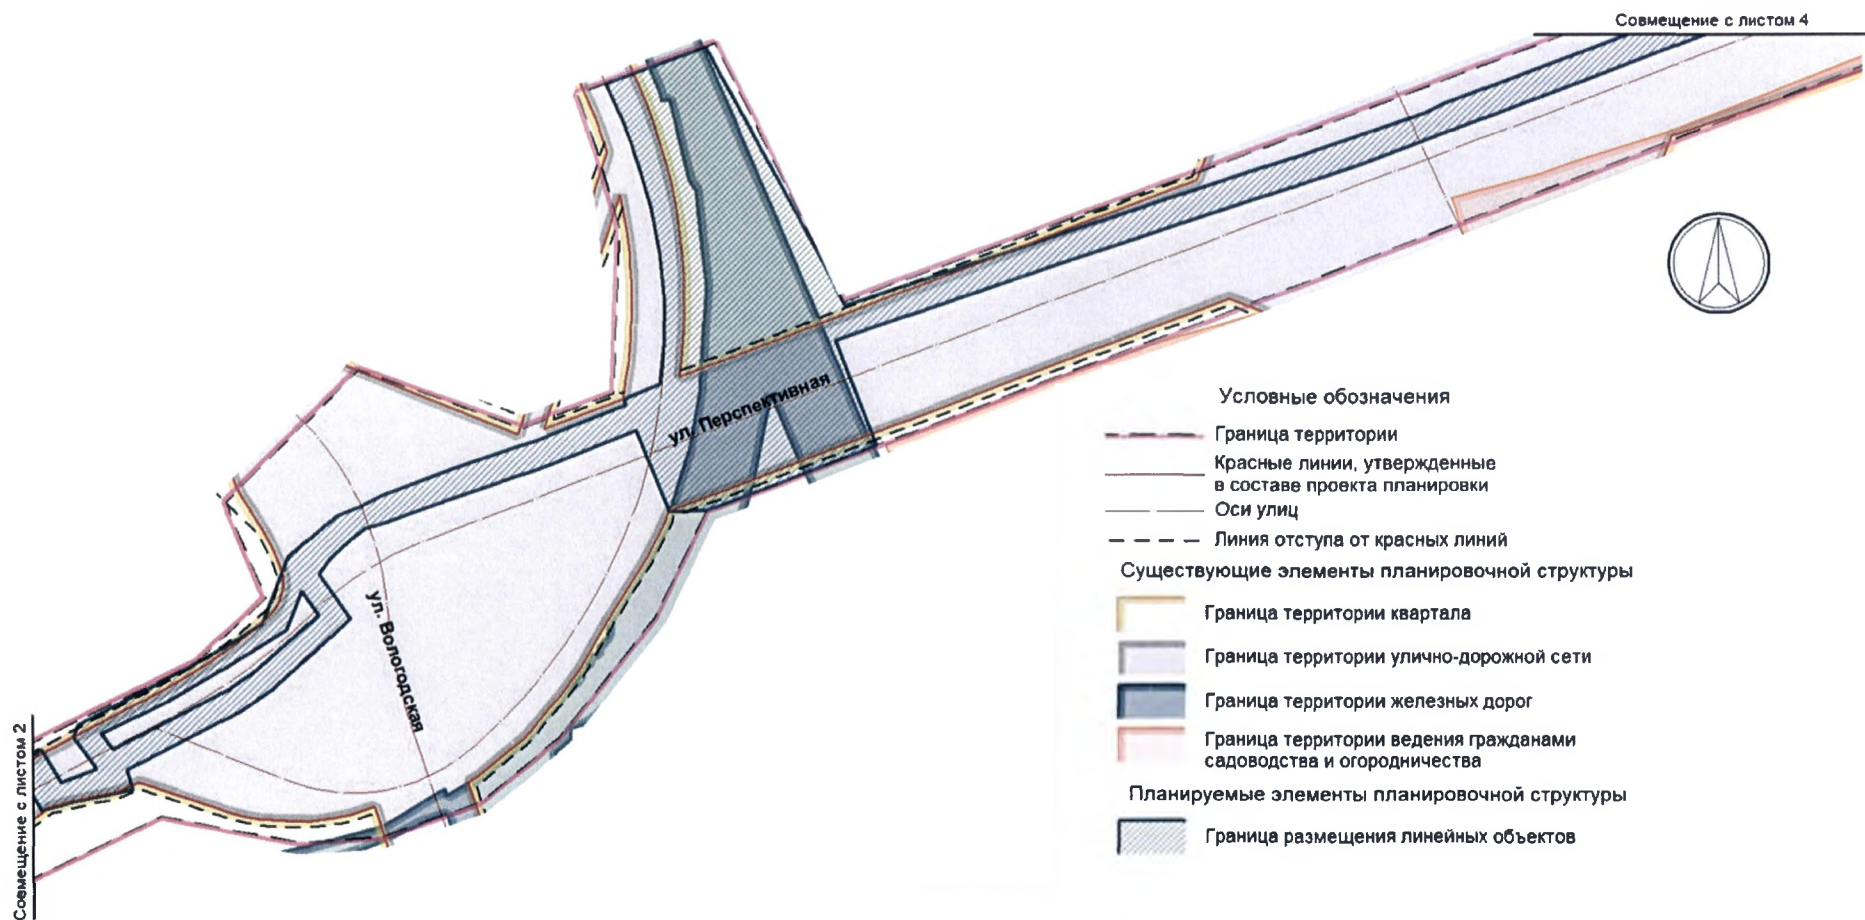 Совмещение с листом 4
ул. Перспективная
ул. Вологодская
Совмещение с листом 2
Условные обозначения
Граница территории
Красные линии, утвержденные
в составе проекта планировки
Оси улиц
Линия отступа от красных линий
Существующие элементы планировочной структуры
Граница территории квартала
Граница территории улично-дорожной сети
Граница территории железных дорог
Граница территории ведения гражданами
садоводства и огородничества
Планируемые элементы планировочной структуры
Граница размещения линейных объектов